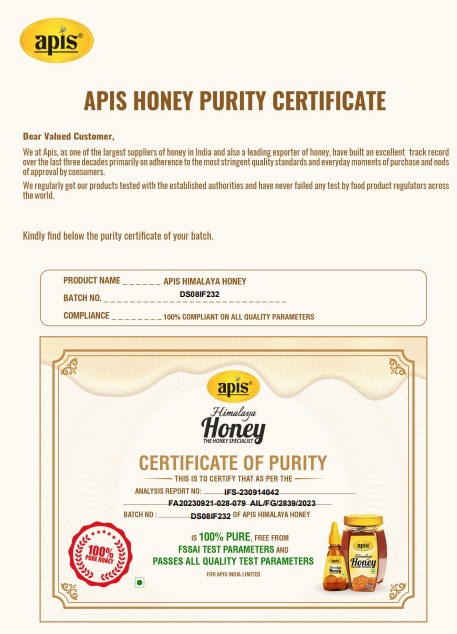 apis®
APIS HONEY PURITY CERTIFICATE
Dear Valued Customer,
We at Apis, as one of the largest suppliers of honey in India and also a leading exporter of honey, have built an excellent track record
over the last three decades primarily on adherence to the most stringent quality standards and everyday moments of purchase and nods
of approval by consumers.
We regularly get our products tested with the established authorities and have never failed any test by food product regulators across
the world.
Kindly find below the purity certificate of your batch.
PRODUCT NAME _ _ _ _ _ _ APIS HIMALAYA HONEY
BATCH NO. DS08IF232
COMPLIANCE _ _ _ _ _ _ _ _ 100% COMPLIANT ON ALL QUALITY PARAMETERS
apis®
Himalaya
Honey
THE HONEY SPECIALIST
CERTIFICATE OF PURITY
THIS IS TO CERTIFY THAT AS PER THE
ANALYSIS REPORT NO: IFS-230914042
FA20230921-028-079 AIL/FG/2839/2023
BATCH NO : DS08IF232 OF APIS HIMALAYA HONEY
IS 100% PURE, FREE FROM
FSSAI TEST PARAMETERS AND
PASSES ALL QUALITY TEST PARAMETERS
FOR APIS INDIA LIMITED
100%
PURE HONEY
apis
Himalaya
Honey
apis
Honey